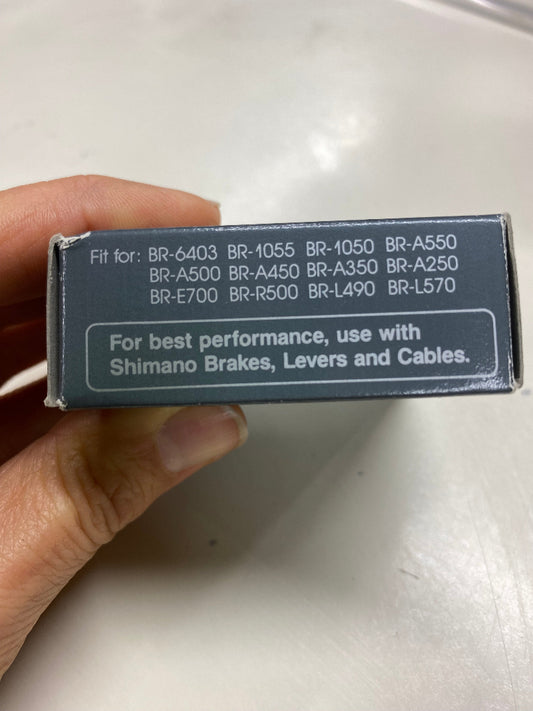 Fit for: BR-6403 BR-1055 BR-1050 BR-A550
BR-A500 BR-A450 BR-A350 BR-A250
BR-E700 BR-R500 BR-L490 BR-L570
For best performance, use with
Shimano Brakes, Levers and Cables.